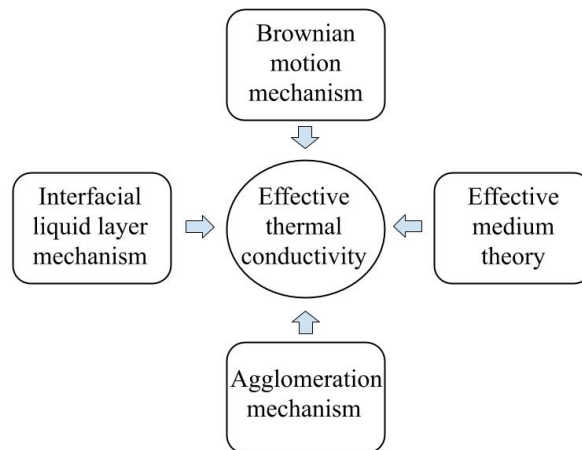 Brownian
motion
mechanism
Interfacial
liquid layer
mechanism
Effective
thermal
conductivity
Effective
medium
theory
Agglomeration
mechanism